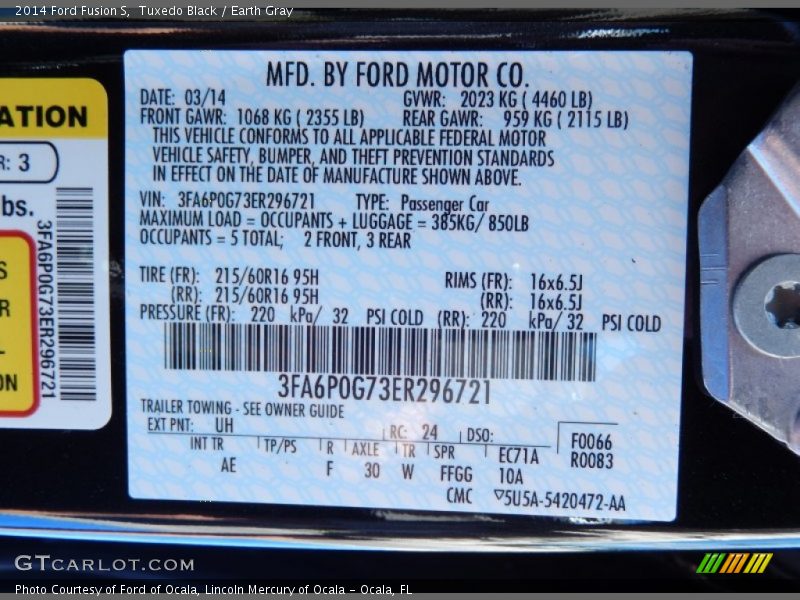 2014 Ford Fusion S,  Tuxedo Black / Earth Gray
MFD. BY FORD MOTOR CO.
DATE: 03/14 GVWR: 2023 KG ( 4460 LB)
FRONT GAWR: 1068 KG ( 2355 LB) REAR GAWR: 959 KG ( 2115 LB)
THIS VEHICLE CONFORMS TO ALL APPLICABLE FEDERAL MOTOR
VEHICLE SAFETY, BUMPER, AND THEFT PREVENTION STANDARDS
IN EFFECT ON THE DATE OF MANUFACTURE SHOWN ABOVE.
VIN: 3FA6P0G73ER296721 TYPE: Passenger Car
MAXIMUM LOAD = OCCUPANTS + LUGGAGE = 385KG/ 850LB
OCCUPANTS = 5 TOTAL; 2 FRONT, 3 REAR
TIRE (FR): 215/60R16 95H RIMS (FR): 16x6.5J
(RR): 215/60R16 95H (RR): 16x6.5J
PRESSURE (FR): 220 kPa/ 32 PSI COLD (RR): 220 kPa/ 32 PSI COLD
3FA6P0G73ER296721
TRAILER TOWING - SEE OWNER GUIDE
EXT PNT: UH RC: 24 DSO: F0066
INT TR TP/PS R AXLE TR SPR EC71A R0083
AE F 30 W FFGG 10A
CMC ▽5U5A-5420472-AA
ATION
R: 3
bs.
3FA6P0G73ER296721
S
R
L
ON
GTCARLOT.COM
Photo Courtesy of Ford of Ocala, Lincoln Mercury of Ocala - Ocala, FL